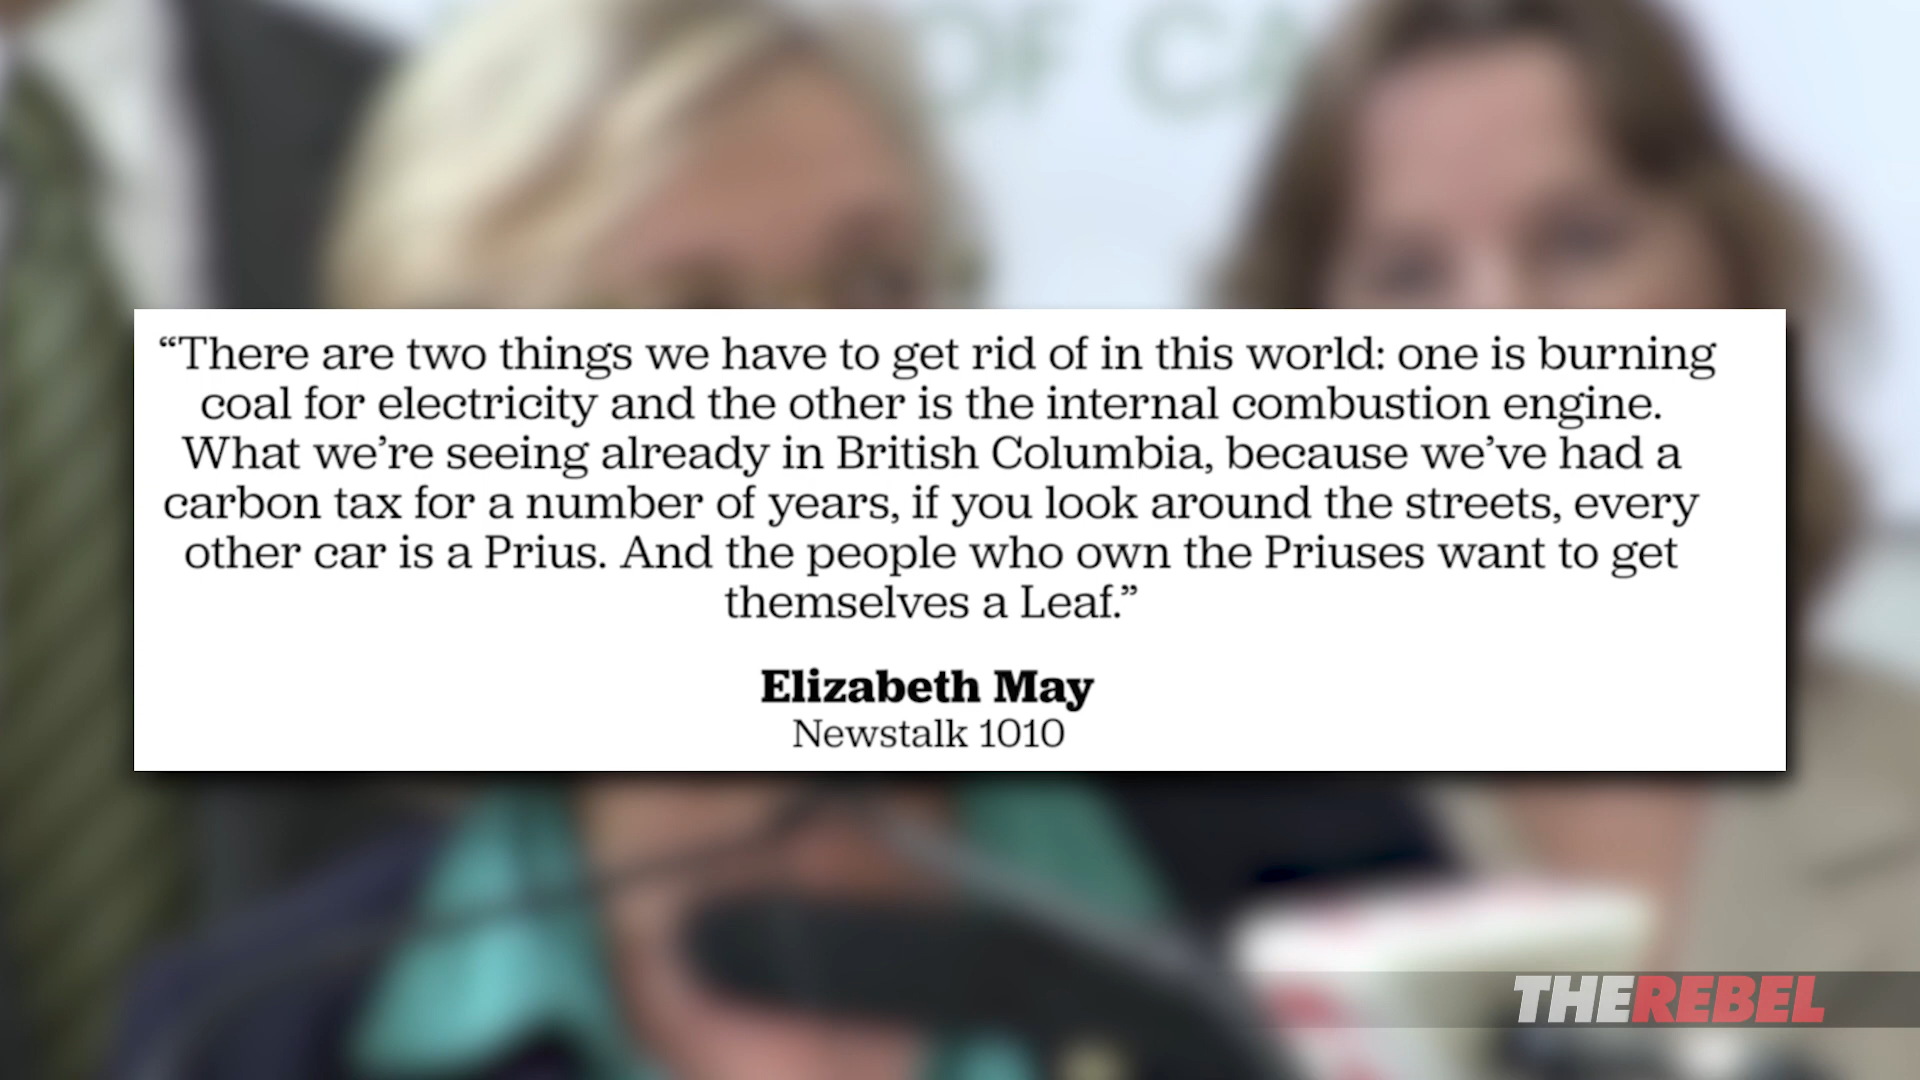 OF CA
“There are two things we have to get rid of in this world: one is burning
coal for electricity and the other is the internal combustion engine.
What we’re seeing already in British Columbia, because we’ve had a
carbon tax for a number of years, if you look around the streets, every
other car is a Prius. And the people who own the Priuses want to get
themselves a Leaf.”
Elizabeth May
Newstalk 1010
THEREBEL